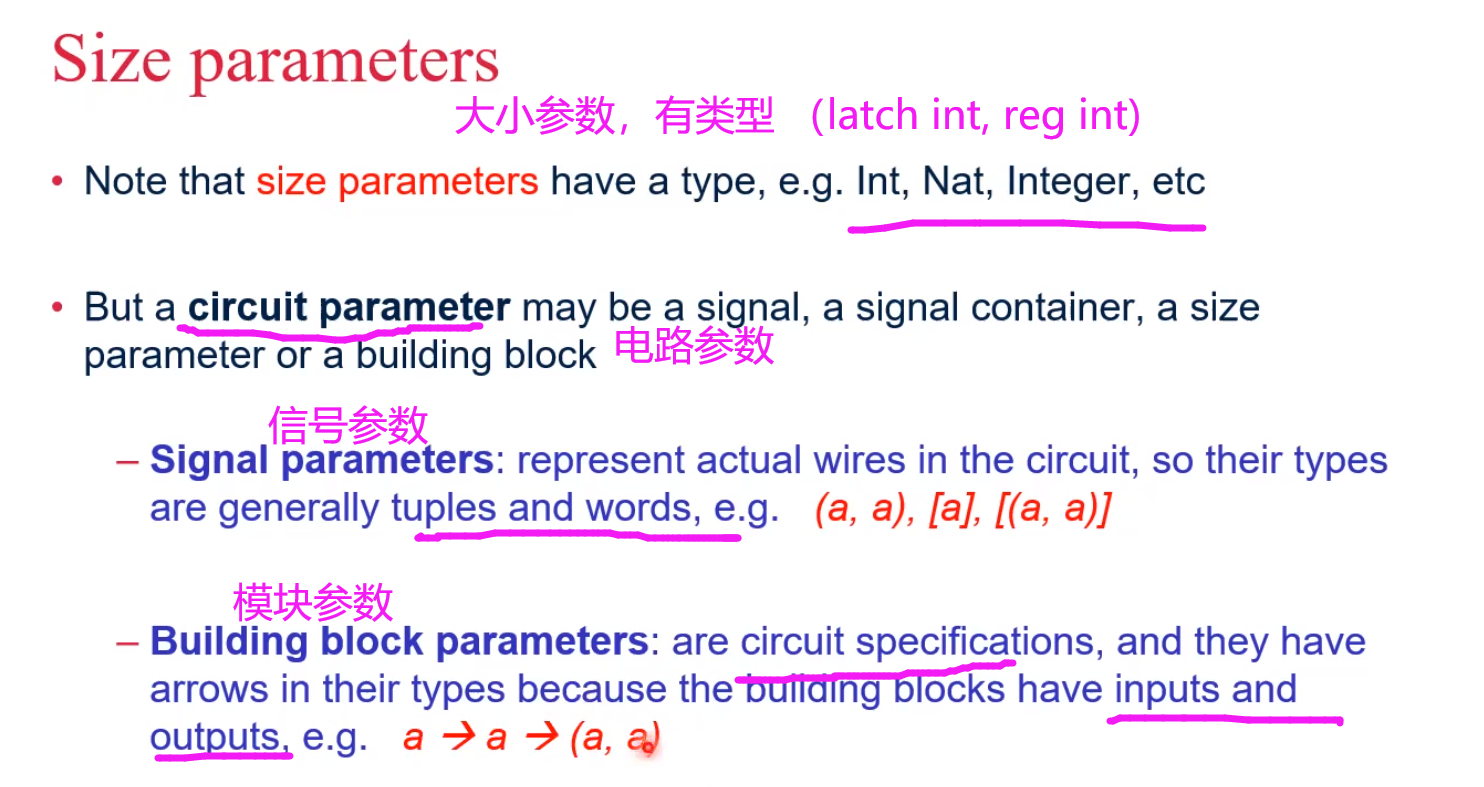 Size parameters
大小参数，有类型 （latch int, reg int)
• Note that size parameters have a type, e.g. Int, Nat, Integer, etc
• But a circuit parameter may be a signal, a signal container, a size
parameter or a building block 电路参数
信号参数
– Signal parameters: represent actual wires in the circuit, so their types
are generally tuples and words, e.g. (a, a), [a], [(a, a)]
模块参数
– Building block parameters: are circuit specifications, and they have
arrows in their types because the building blocks have inputs and
outputs, e.g. a → a → (a, a)